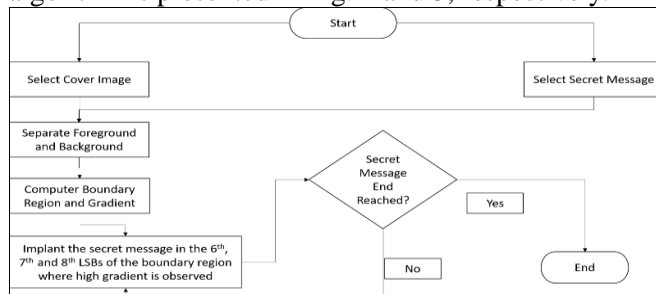 Start
Select Cover Image
Select Secret Message
Separate Foreground
and Background
Secret
Message
End
Reached?
Computer Boundary
Region and Gradient
Yes
Implant the secret message in the 6th,
7th and 8th LSBs of the boundary region
where high gradient is observed
No
End